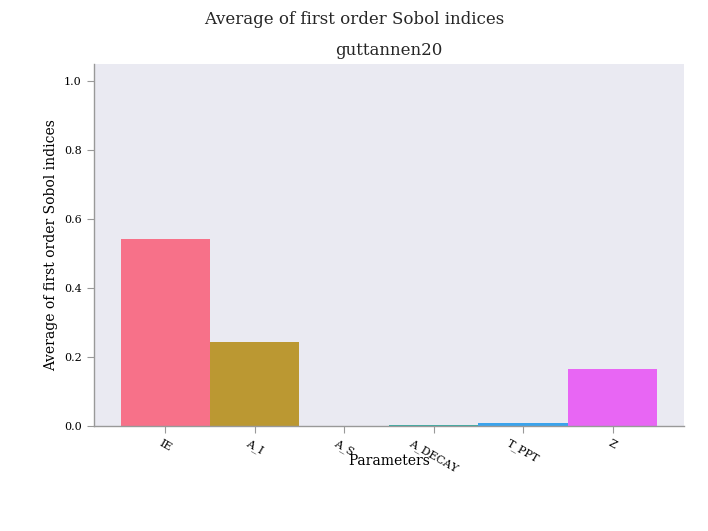 Average of first order Sobol indices
guttannen20
Average of first order Sobol indices
1.0
0.8
0.6
0.4
0.2
0.0
IE
A_I
A_S
A_DECAY
T_PPT
Z
Parameters